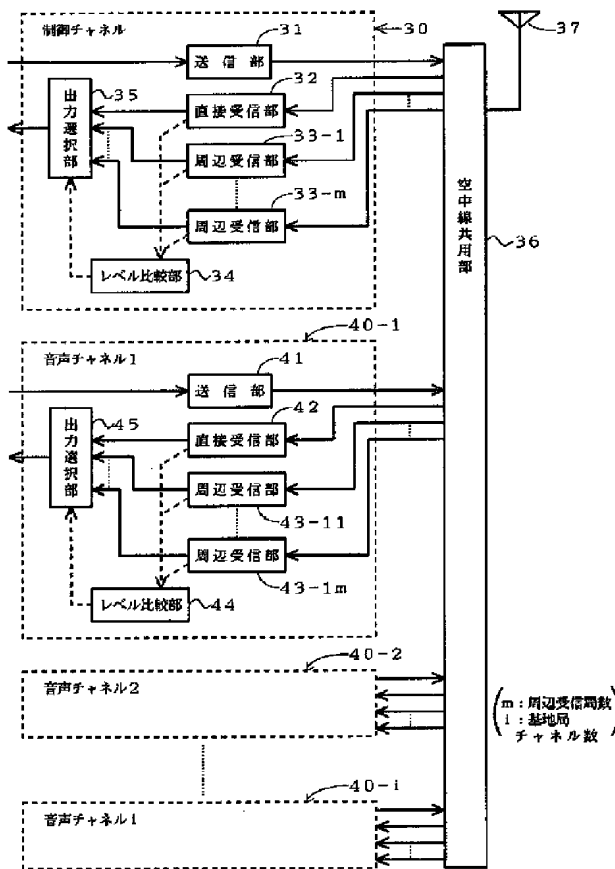 制御チャネル
31
30
37
送信部
35
32
出力選択部
直接受信部
33-1
周辺受信部
33-m
周辺受信部
空中線共用部
36
レベル比較部
34
40-1
音声チャネル1
41
送信部
45
42
出力選択部
直接受信部
周辺受信部
43-11
周辺受信部
43-1m
レベル比較部
44
40-2
音声チャネル2
m:周辺受信局数
i:基地局
チャネル数
40-i
音声チャネルi